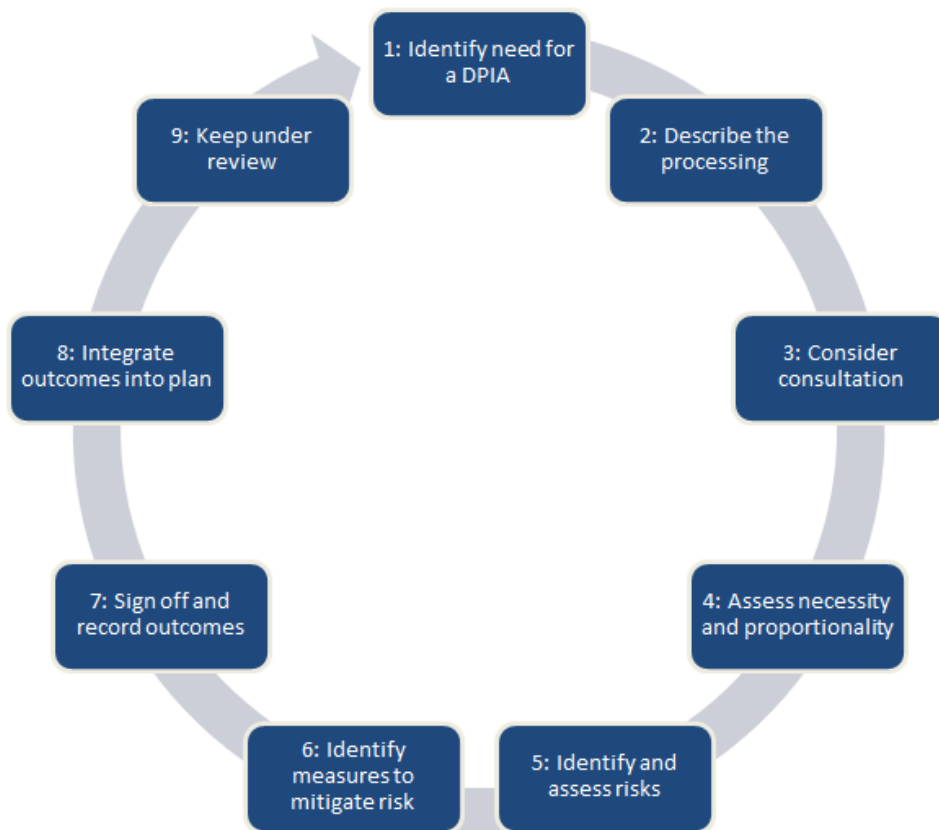 1: Identify need for
a DPIA
2: Describe the
processing
3: Consider
consultation
4: Assess necessity
and proportionality
5: Identify and
assess risks
6: Identify
measures to
mitigate risk
7: Sign off and
record outcomes
8: Integrate
outcomes into plan
9: Keep under
review